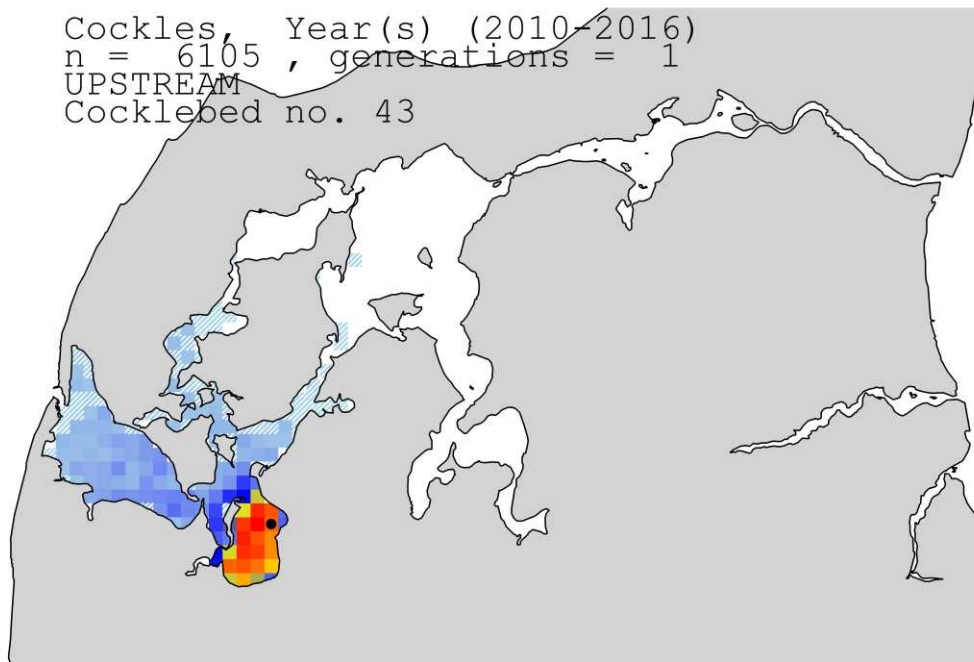 Cockles, Year(s) (2010-2016)
n = 6105 , generations = 1
UPSTREAM
Cocklebed no. 43